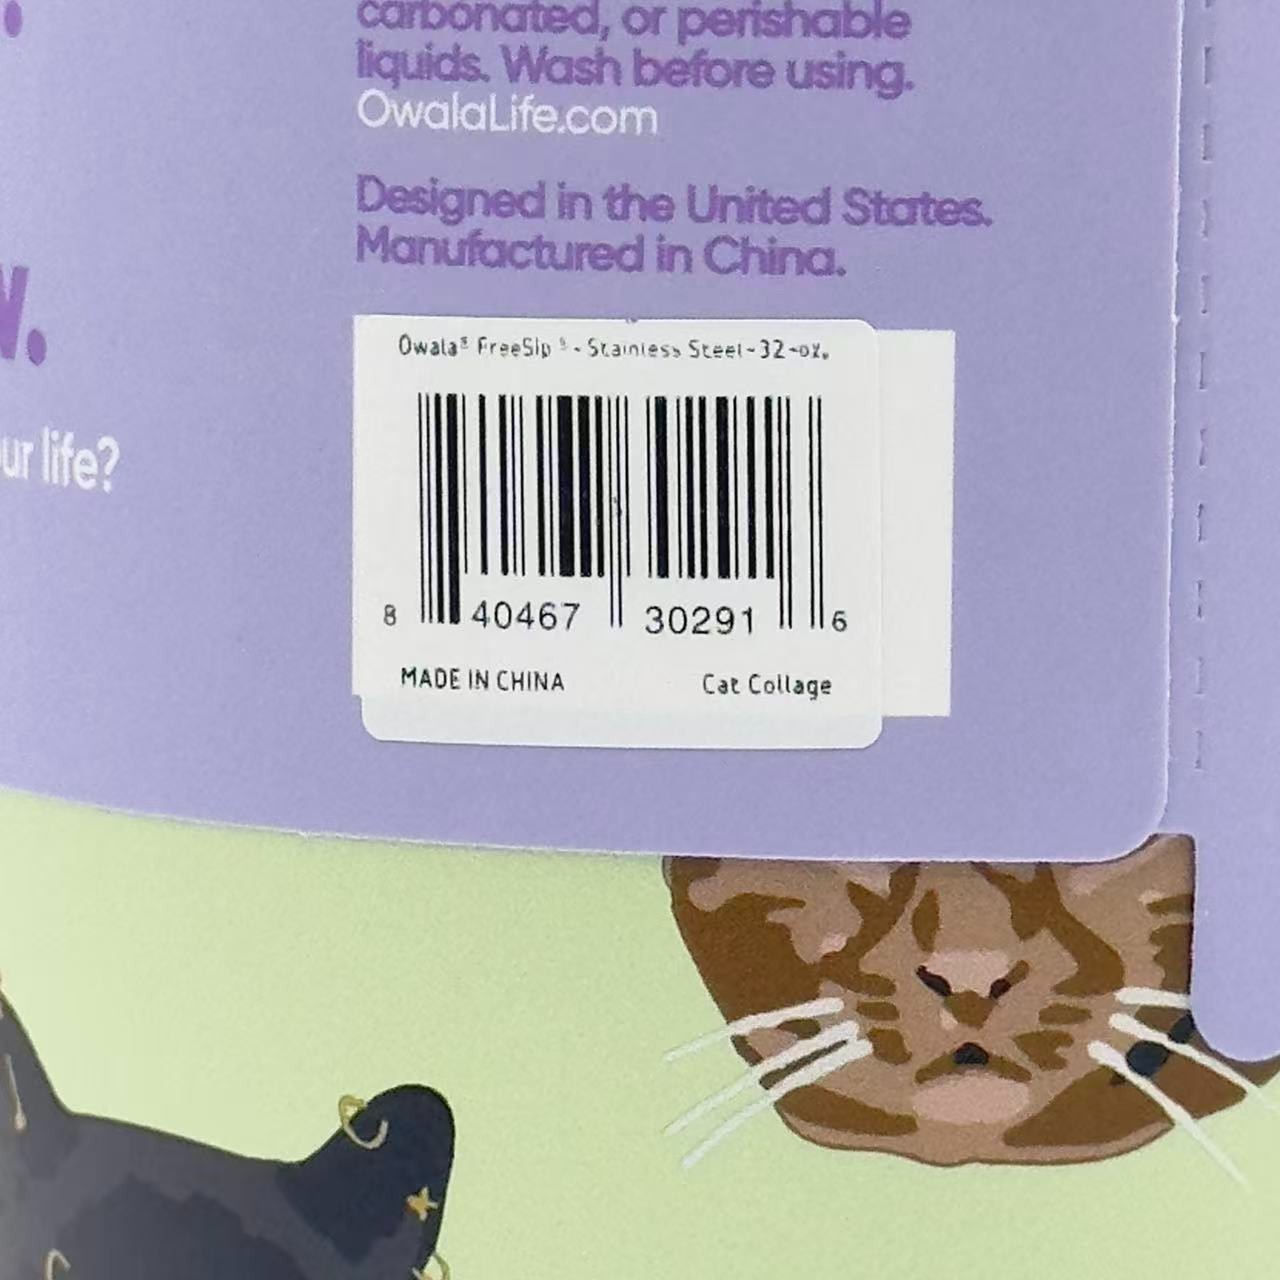 carbonated, or perishable
liquids. Wash before using.
OwalaLife.com
Designed in the United States.
Manufactured in China.
w.
ur life?
Owala® FreeSip® - Stainless Steel-32-oz.
8 40467 30291 6
MADE IN CHINA Cat Collage